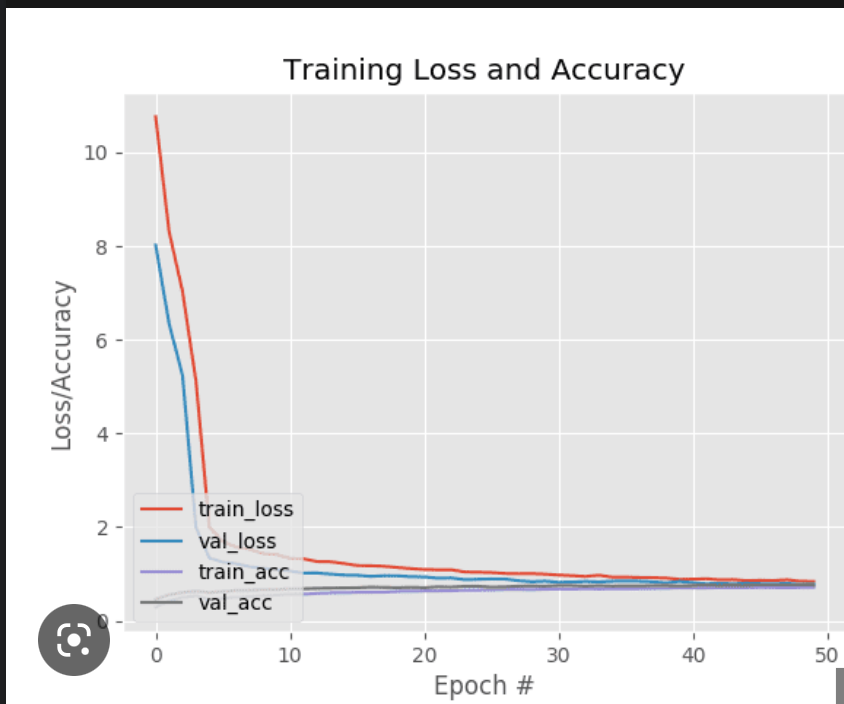 Training Loss and Accuracy
10
8
6
4
2
0
Loss/Accuracy
train_loss
val_loss
train_acc
val_acc
0 10 20 30 40 50
Epoch #